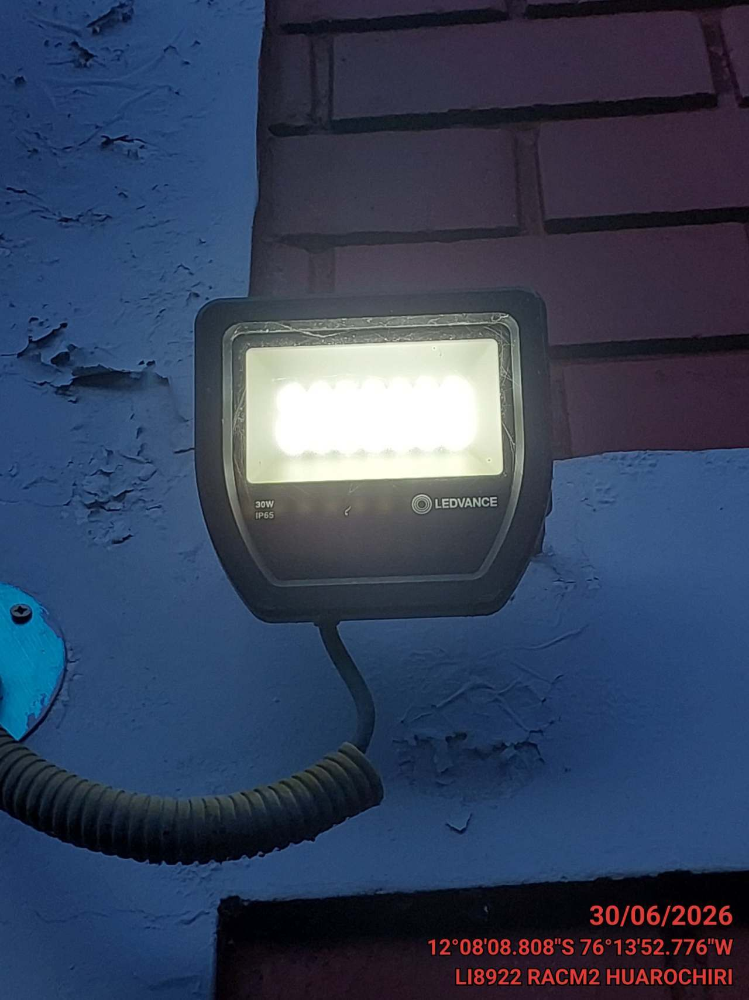 30W
IP65
LEDVANCE
30/06/2026
12°08'08.808"S 76°13'52.776"W
LI8922 RACM2 HUAROCHIRI